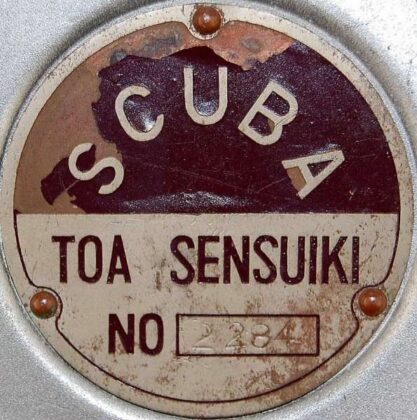 SCUBA
TOA SENSUIKI
NO 2284